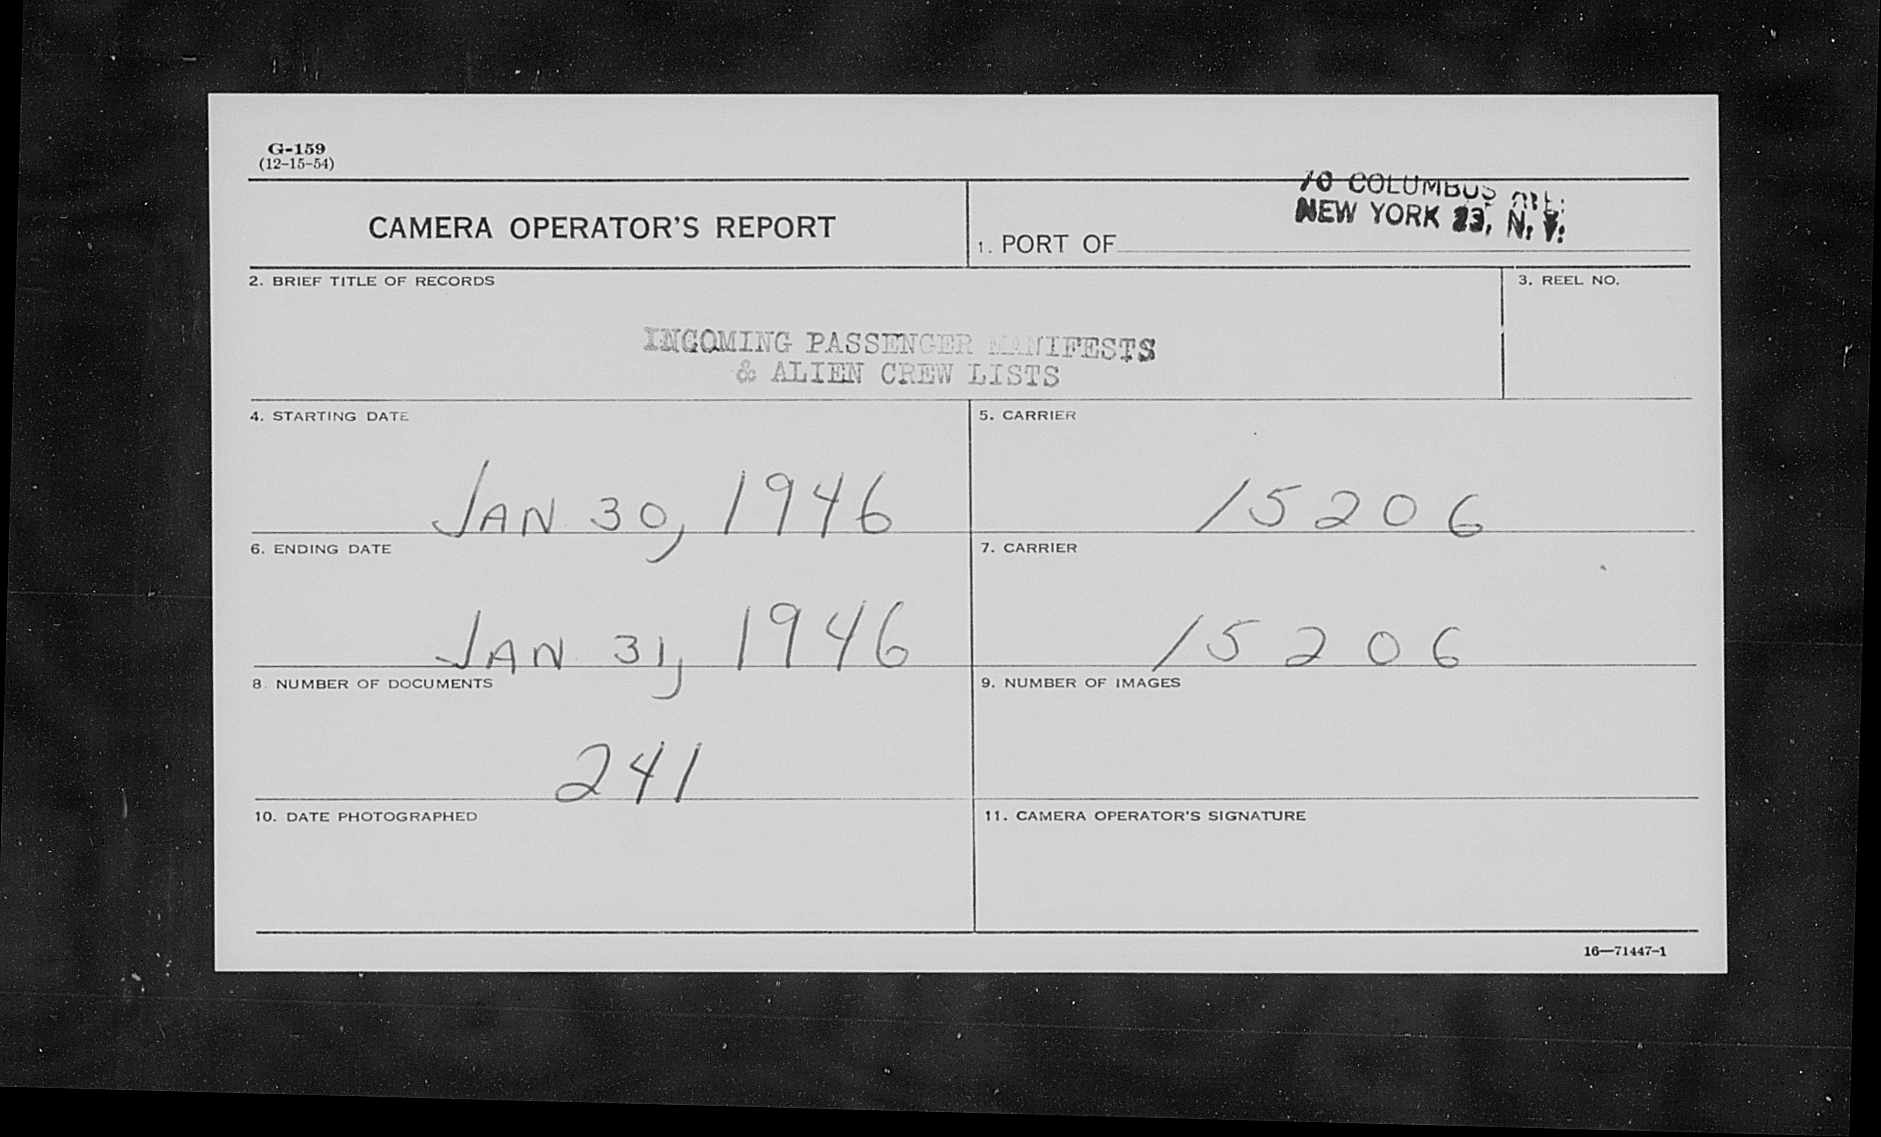 G-159
(12-15-54)
CAMERA OPERATOR'S REPORT
70 COLUMBUS AVE.
NEW YORK 23, N. Y.
1. PORT OF
2. BRIEF TITLE OF RECORDS
3. REEL NO.
INCOMING PASSENGER MANIFESTS
& ALIEN CREW LISTS
4. STARTING DATE
5. CARRIER
JAN 30, 1946
15206
6. ENDING DATE
7. CARRIER
JAN 31, 1946
15206
8. NUMBER OF DOCUMENTS
9. NUMBER OF IMAGES
241
10. DATE PHOTOGRAPHED
11. CAMERA OPERATOR'S SIGNATURE
16—71447-1